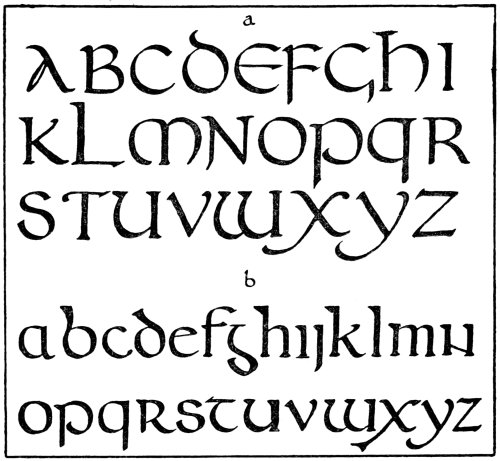 a
ABCDEFGHI
KLMNOPQR
STUVWXYZ
b
abcdefghijklmn
opqrstuvwxyz